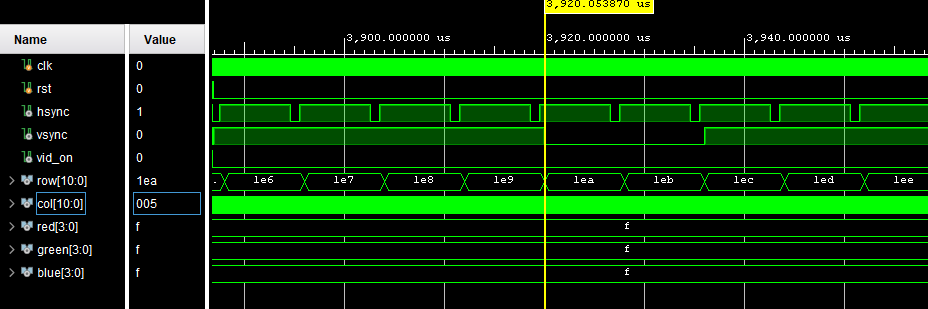 3,920.053870 us
Name Value
3,900.000000 us 3,920.000000 us 3,940.000000 us
clk 0
rst 0
hsync 1
vsync 0
vid_on 0
row[10:0] 1ea . 1e6 1e7 1e8 1e9 1ea 1eb 1ec 1ed 1ee
col[10:0] 005
red[3:0] f f
green[3:0] f f
blue[3:0] f f